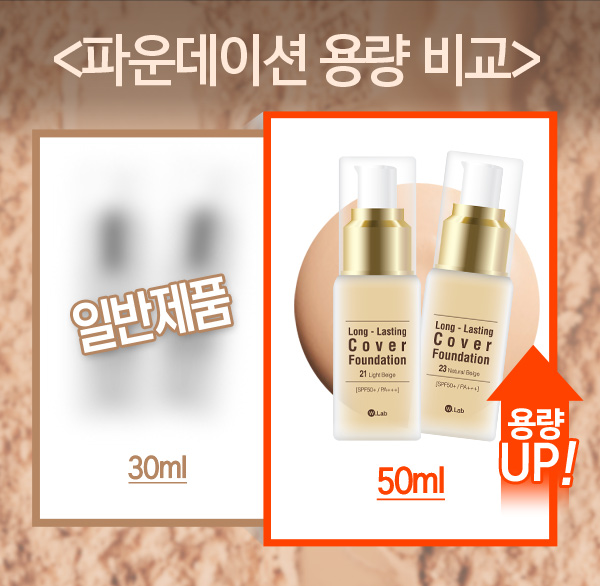 <파운데이션 용량 비교>
일반제품
30ml
Long - Lasting
Cover
Foundation
21 Light Beige
[SPF50+ / PA+++]
W.Lab
Long - Lasting
Cover
Foundation
23 Natural Beige
[SPF50+ / PA+++]
W.Lab
50ml
용량
UP!